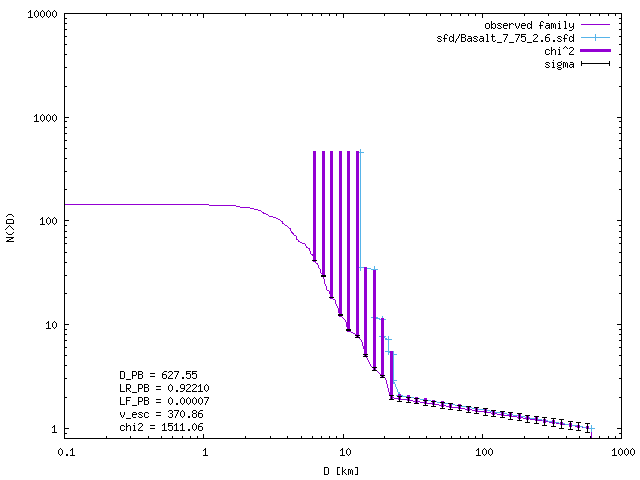 10000
1000
100
10
1
N(>D)
observed family
sfd/Basalt_7_75_2.6.sfd
chi^2
sigma
D_PB = 627.55
LR_PB = 0.92210
LF_PB = 0.00007
v_esc = 370.86
chi2 = 1511.06
0.1 1 10 100 1000
D [km]